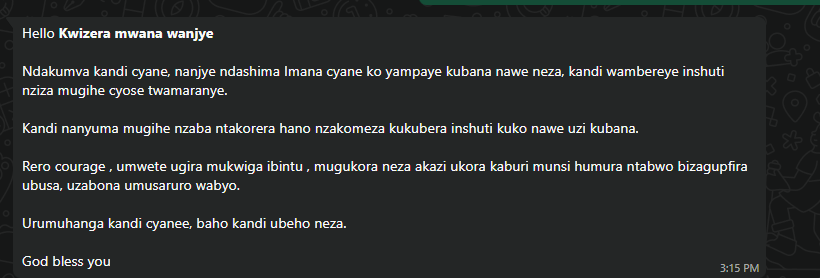 Hello Kwizera mwana wanjye
Ndakumva kandi cyane, nanjye ndashima Imana cyane ko yampaye kubana nawe neza, kandi wambereye inshuti
nziza mugihe cyose twamaranye.
Kandi nanyuma mugihe nzaba ntakorera hano nzakomeza kukubera inshuti kuko nawe uzi kubana.
Rero courage , umwete ugira mukwiga ibintu , mugukora neza akazi ukora kaburi munsi humura ntabwo bizagupfira
ubusa, uzabona umusaruro wabyo.
Urumuhanga kandi cyanee, baho kandi ubeho neza.
God bless you
3:15 PM